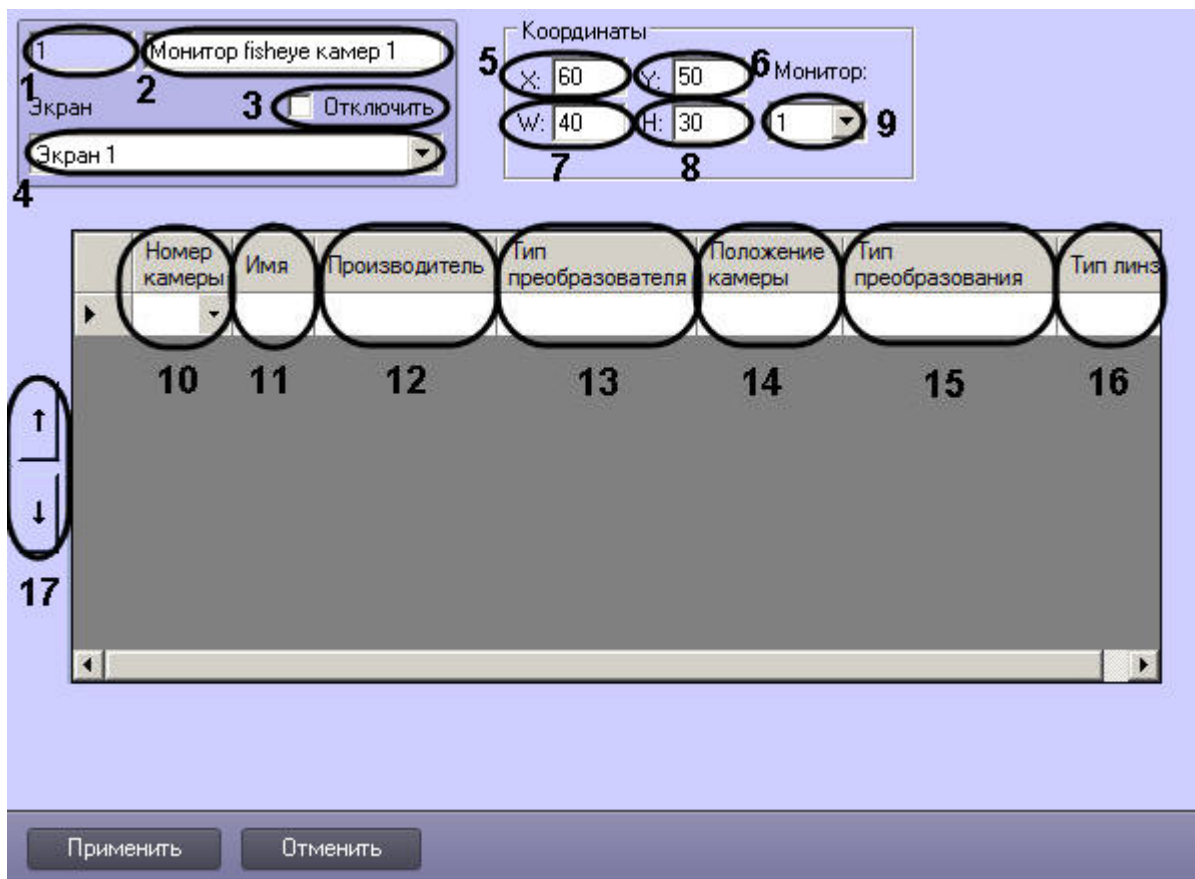 1 Монитор fisheye камер 1
1 2
Экран 3 Отключить
Экран 1
4
Координаты
5 X: 60 Y: 50 6 Монитор:
W: 40 H: 30 1 9
7 8
Номер камеры Имя Производитель Тип преобразователя Положение камеры Тип преобразования Тип линз
10 11 12 13 14 15 16
↑
↓
17
Применить Отменить